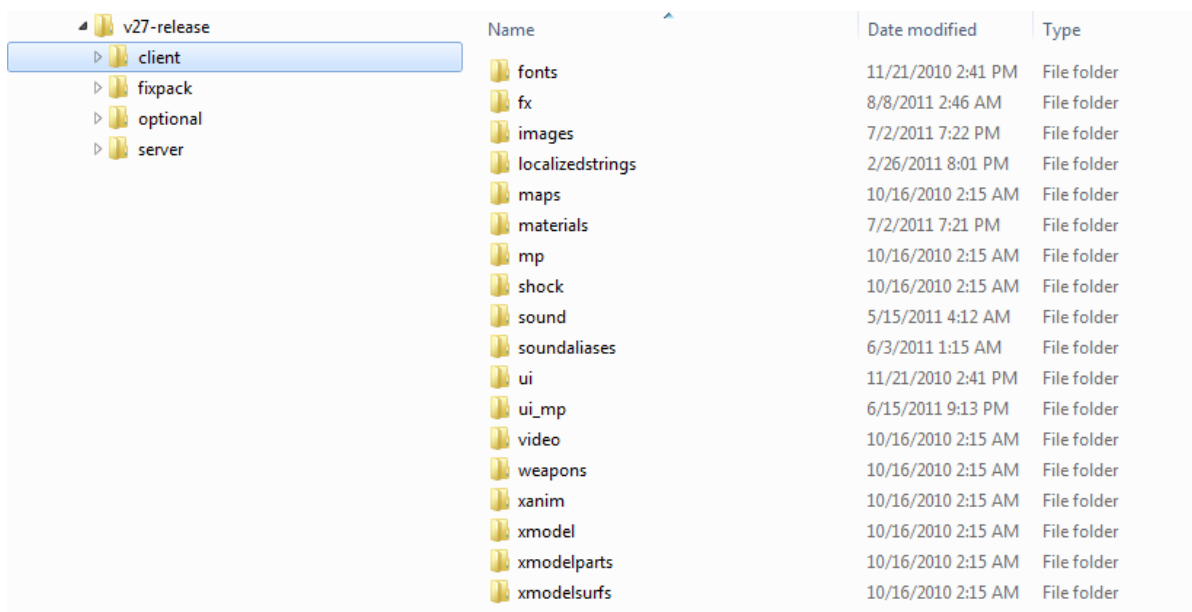 v27-release
client
fixpack
optional
server
Name Date modified Type
fonts 11/21/2010 2:41 PM File folder
fx 8/8/2011 2:46 AM File folder
images 7/2/2011 7:22 PM File folder
localizedstrings 2/26/2011 8:01 PM File folder
maps 10/16/2010 2:15 AM File folder
materials 7/2/2011 7:21 PM File folder
mp 10/16/2010 2:15 AM File folder
shock 10/16/2010 2:15 AM File folder
sound 5/15/2011 4:12 AM File folder
soundaliases 6/3/2011 1:15 AM File folder
ui 11/21/2010 2:41 PM File folder
ui_mp 6/15/2011 9:13 PM File folder
video 10/16/2010 2:15 AM File folder
weapons 10/16/2010 2:15 AM File folder
xanim 10/16/2010 2:15 AM File folder
xmodel 10/16/2010 2:15 AM File folder
xmodelparts 10/16/2010 2:15 AM File folder
xmodelsurfs 10/16/2010 2:15 AM File folder